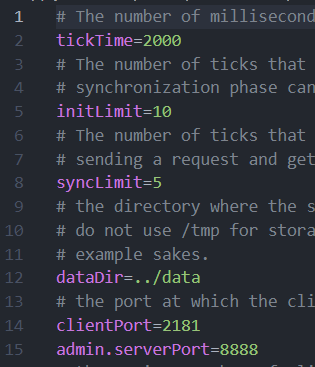 1 # The number of millisecond
2 tickTime=2000
3 # The number of ticks that
4 # synchronization phase can
5 initLimit=10
6 # The number of ticks that
7 # sending a request and get
8 syncLimit=5
9 # the directory where the s
10 # do not use /tmp for stora
11 # example sakes.
12 dataDir=../data
13 # the port at which the cli
14 clientPort=2181
15 admin.serverPort=8888